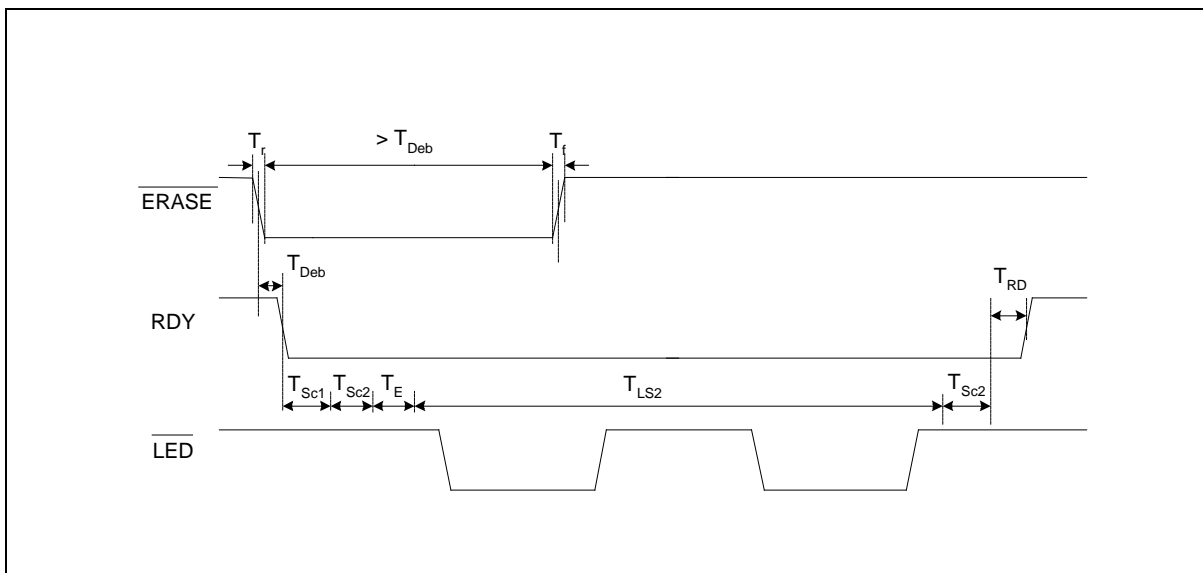 Tr
> TDeb
Tf
ERASE
TDeb
TRD
RDY
TSc1
TSc2
TE
TLS2
TSc2
LED